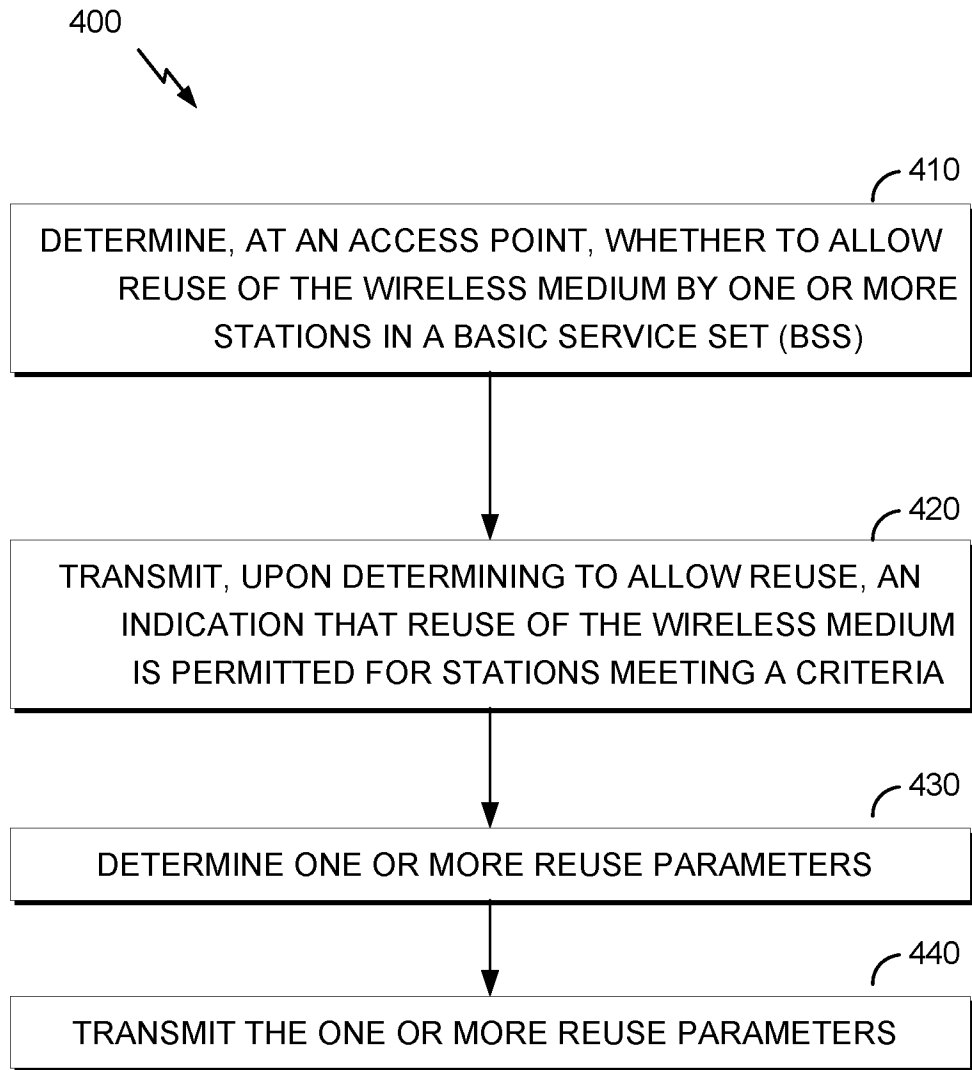 400
410
DETERMINE, AT AN ACCESS POINT, WHETHER TO ALLOW
REUSE OF THE WIRELESS MEDIUM BY ONE OR MORE
STATIONS IN A BASIC SERVICE SET (BSS)
420
TRANSMIT, UPON DETERMINING TO ALLOW REUSE, AN
INDICATION THAT REUSE OF THE WIRELESS MEDIUM
IS PERMITTED FOR STATIONS MEETING A CRITERIA
430
DETERMINE ONE OR MORE REUSE PARAMETERS
440
TRANSMIT THE ONE OR MORE REUSE PARAMETERS